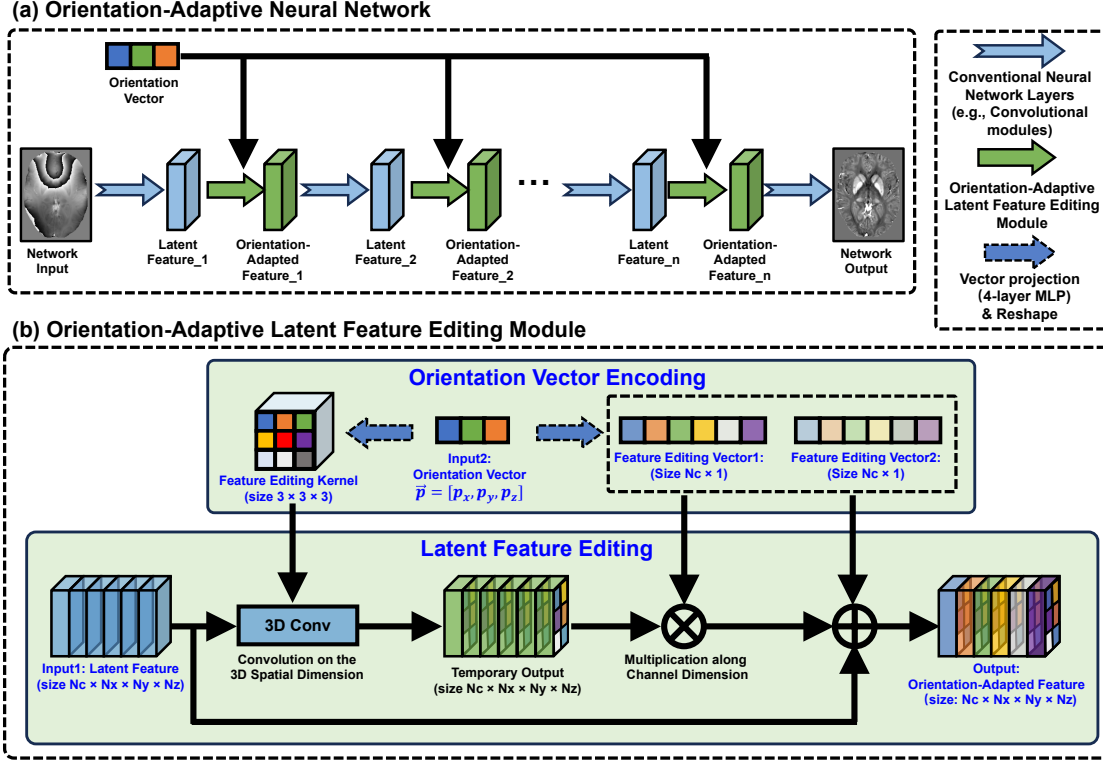 (a) Orientation-Adaptive Neural Network
Orientation
Vector
Network
Input
Latent
Feature_1
Orientation-
Adapted
Feature_1
Latent
Feature_2
Orientation-
Adapted
Feature_2
...
Latent
Feature_n
Orientation-
Adapted
Feature_n
Network
Output
Conventional Neural
Network Layers
(e.g., Convolutional
modules)
Orientation-Adaptive
Latent Feature Editing
Module
Vector projection
(4-layer MLP)
& Reshape
(b) Orientation-Adaptive Latent Feature Editing Module
Orientation Vector Encoding
Feature Editing Kernel
(size 3 × 3 × 3)
Input2:
Orientation Vector
p⃗ = [pₓ, p_y, p_z]
Feature Editing Vector1:
(Size Nc × 1)
Feature Editing Vector2:
(Size Nc × 1)
Latent Feature Editing
Input1: Latent Feature
(size Nc × Nx × Ny × Nz)
3D Conv
Convolution on the
3D Spatial Dimension
Temporary Output
(size Nc × Nx × Ny × Nz)
Multiplication along
Channel Dimension
Output:
Orientation-Adapted Feature
(size: Nc × Nx × Ny × Nz)